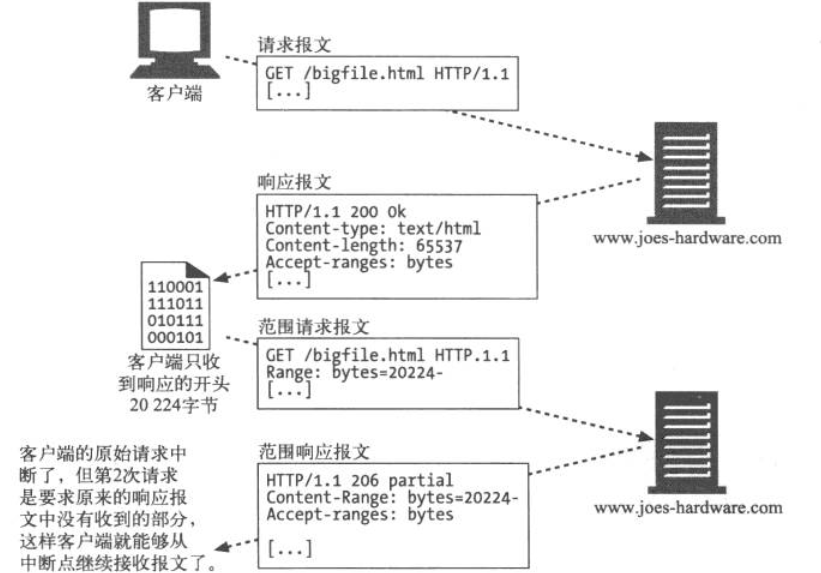 请求报文
GET /bigfile.html HTTP/1.1
[...]
客户端
响应报文
HTTP/1.1 200 Ok
Content-type: text/html
Content-length: 65537
Accept-ranges: bytes
[...]
www.joes-hardware.com
110001
111011
010111
000101
客户端只收
到响应的开头
20 224字节
范围请求报文
GET /bigfile.html HTTP.1.1
Range: bytes=20224-
[...]
范围响应报文
HTTP/1.1 206 partial
Content-Range: bytes=20224-
Accept-ranges: bytes
[...]
www.joes-hardware.com
客户端的原始请求中
断了，但第2次请求
是要求原来的响应报
文中没有收到的部分，
这样客户端就能够从
中断点继续接收报文了。